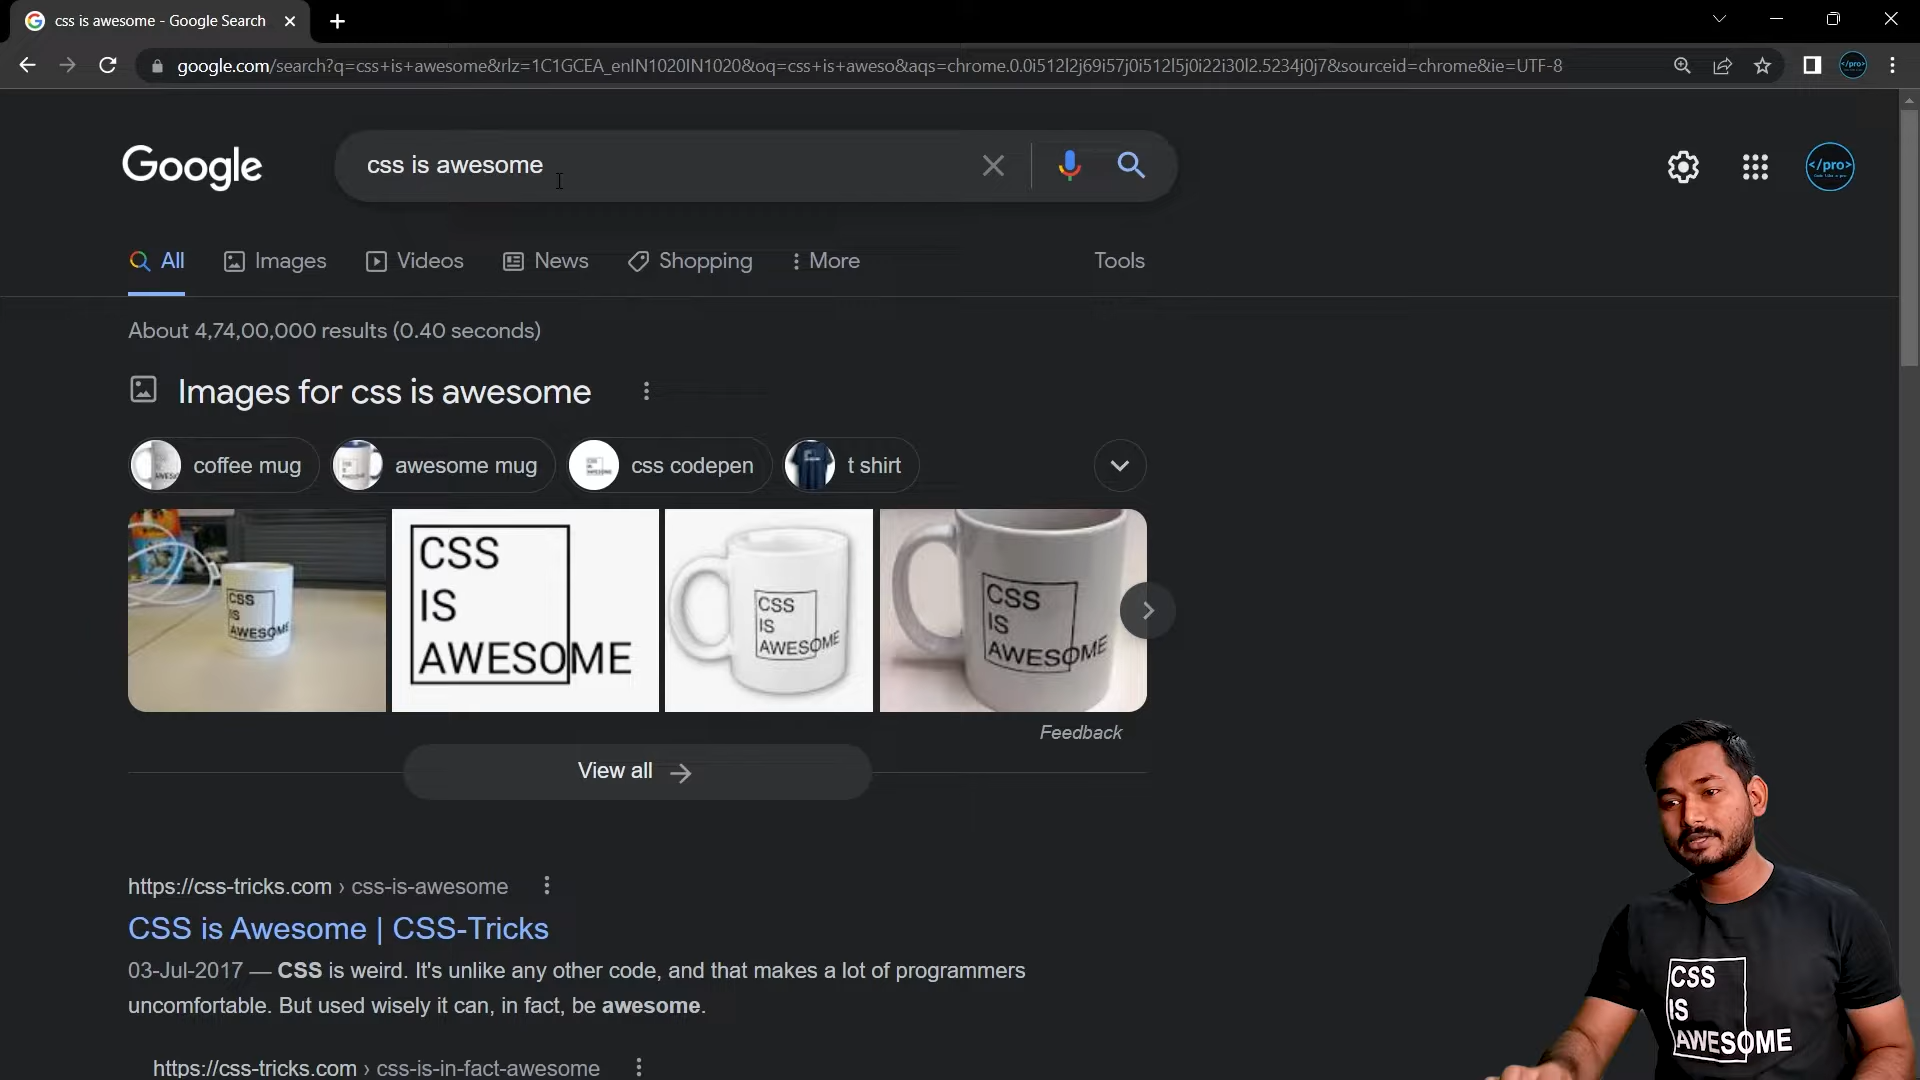 css is awesome - Google Search
google.com/search?q=css+is+awesome&rlz=1C1GCEA_enIN1020IN1020&oq=css+is+aweso&aqs=chrome.0.0i512l2j69i57j0i512l5j0i22i30l2.5234j0j7&sourceid=chrome&ie=UTF-8
</pro>
Google
css is awesome
</pro>
All
Images
Videos
News
Shopping
More
Tools
About 4,74,00,000 results (0.40 seconds)
Images for css is awesome
coffee mug
awesome mug
css codepen
t shirt
CSS
IS
AWESOME
CSS
IS
AWESOME
CSS
IS
AWESOME
CSS
IS
AWESOME
Feedback
View all
https://css-tricks.com › css-is-awesome
CSS is Awesome | CSS-Tricks
03-Jul-2017 — CSS is weird. It's unlike any other code, and that makes a lot of programmers
uncomfortable. But used wisely it can, in fact, be awesome.
https://css-tricks.com › css-is-in-fact-awesome
CSS
IS
AWESOME